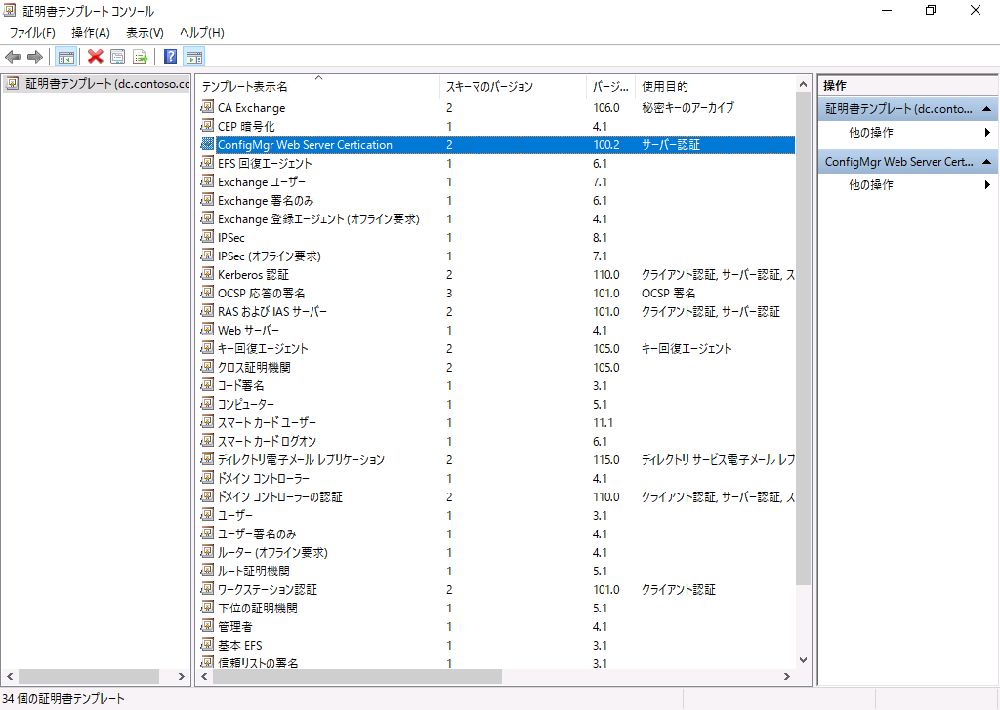 証明書テンプレート コンソール
ファイル(F) 操作(A) 表示(V) ヘルプ(H)
証明書テンプレート (dc.contoso.cc
テンプレート表示名 スキーマのバージョン バージ... 使用目的
CA Exchange 2 106.0 秘密キーのアーカイブ
CEP 暗号化 1 4.1
ConfigMgr Web Server Certication 2 100.2 サーバー認証
EFS 回復エージェント 1 6.1
Exchange ユーザー 1 7.1
Exchange 署名のみ 1 6.1
Exchange 登録エージェント (オフライン要求) 1 4.1
IPSec 1 8.1
IPSec (オフライン要求) 1 7.1
Kerberos 認証 2 110.0 クライアント認証, サーバー認証, ス
OCSP 応答の署名 3 101.0 OCSP 署名
RAS および IAS サーバー 2 101.0 クライアント認証, サーバー認証
Web サーバー 1 4.1
キー回復エージェント 2 105.0 キー回復エージェント
クロス証明機関 2 105.0
コード署名 1 3.1
コンピューター 1 5.1
スマート カード ユーザー 1 11.1
スマート カード ログオン 1 6.1
ディレクトリ電子メール レプリケーション 2 115.0 ディレクトリ サービス電子メール レプ
ドメイン コントローラー 1 4.1
ドメイン コントローラーの認証 2 110.0 クライアント認証, サーバー認証, ス
ユーザー 1 3.1
ユーザー署名のみ 1 4.1
ルーター (オフライン要求) 1 4.1
ルート証明機関 1 5.1
ワークステーション認証 2 101.0 クライアント認証
下位の証明機関 1 5.1
管理者 1 4.1
基本 EFS 1 3.1
信頼リストの署名 1 3.1
操作
証明書テンプレート (dc.conto...
他の操作
ConfigMgr Web Server Cert...
他の操作
34 個の証明書テンプレート